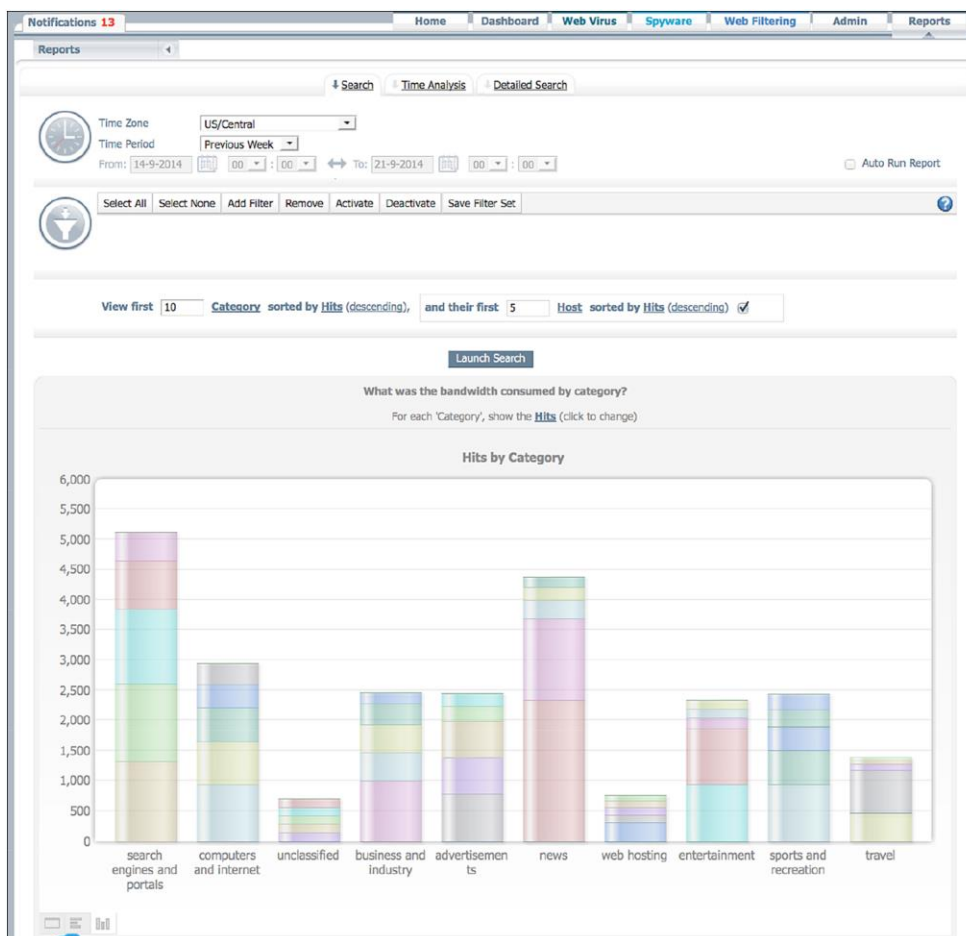 Notifications 13
Home Dashboard Web Virus Spyware Web Filtering Admin Reports
Reports
Search Time Analysis Detailed Search
Time Zone US/Central
Time Period Previous Week
From: 14-9-2014 00 : 00 To: 21-9-2014 00 : 00 Auto Run Report
Select All Select None Add Filter Remove Activate Deactivate Save Filter Set ?
View first 10 Category sorted by Hits (descending), and their first 5 Host sorted by Hits (descending)
Launch Search
What was the bandwidth consumed by category?
For each 'Category', show the Hits (click to change)
Hits by Category
6,000
5,500
5,000
4,500
4,000
3,500
3,000
2,500
2,000
1,500
1,000
500
0
search engines and portals
computers and internet
unclassified
business and industry
advertisemen
ts
news
web hosting
entertainment
sports and recreation
travel